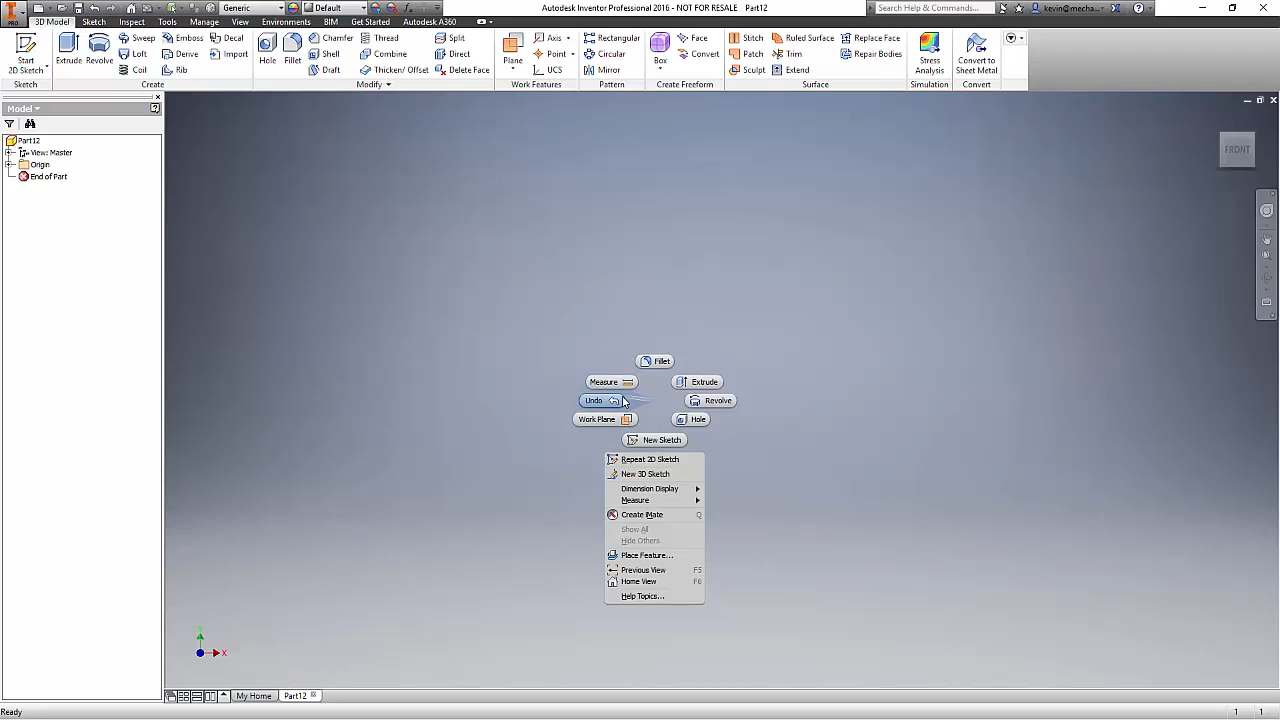 Generic
Default
Autodesk Inventor Professional 2016 - NOT FOR RESALE Part12
Search Help & Commands...
kevin@mecha...
PRO
3D Model
Sketch
Inspect
Tools
Manage
View
Environments
BIM
Get Started
Autodesk A360
Start
2D Sketch
Extrude
Revolve
Sweep
Loft
Coil
Emboss
Derive
Rib
Decal
Import
Hole
Fillet
Chamfer
Shell
Draft
Thread
Combine
Thicken/ Offset
Split
Direct
Delete Face
Plane
Axis
Point
UCS
Rectangular
Circular
Mirror
Box
Face
Convert
Stitch
Patch
Sculpt
Ruled Surface
Trim
Extend
Replace Face
Repair Bodies
Stress
Analysis
Convert to
Sheet Metal
Sketch
Create
Modify
Work Features
Pattern
Create Freeform
Surface
Simulation
Convert
Model
Part12
View: Master
Origin
End of Part
FRONT
Fillet
Measure
Extrude
Undo
Revolve
Work Plane
Hole
New Sketch
Repeat 2D Sketch
New 3D Sketch
Dimension Display
Measure
Create iMate Q
Show All
Hide Others
Place Feature...
Previous View F5
Home View F6
Help Topics...
Y
X
My Home
Part12
Ready
1 1